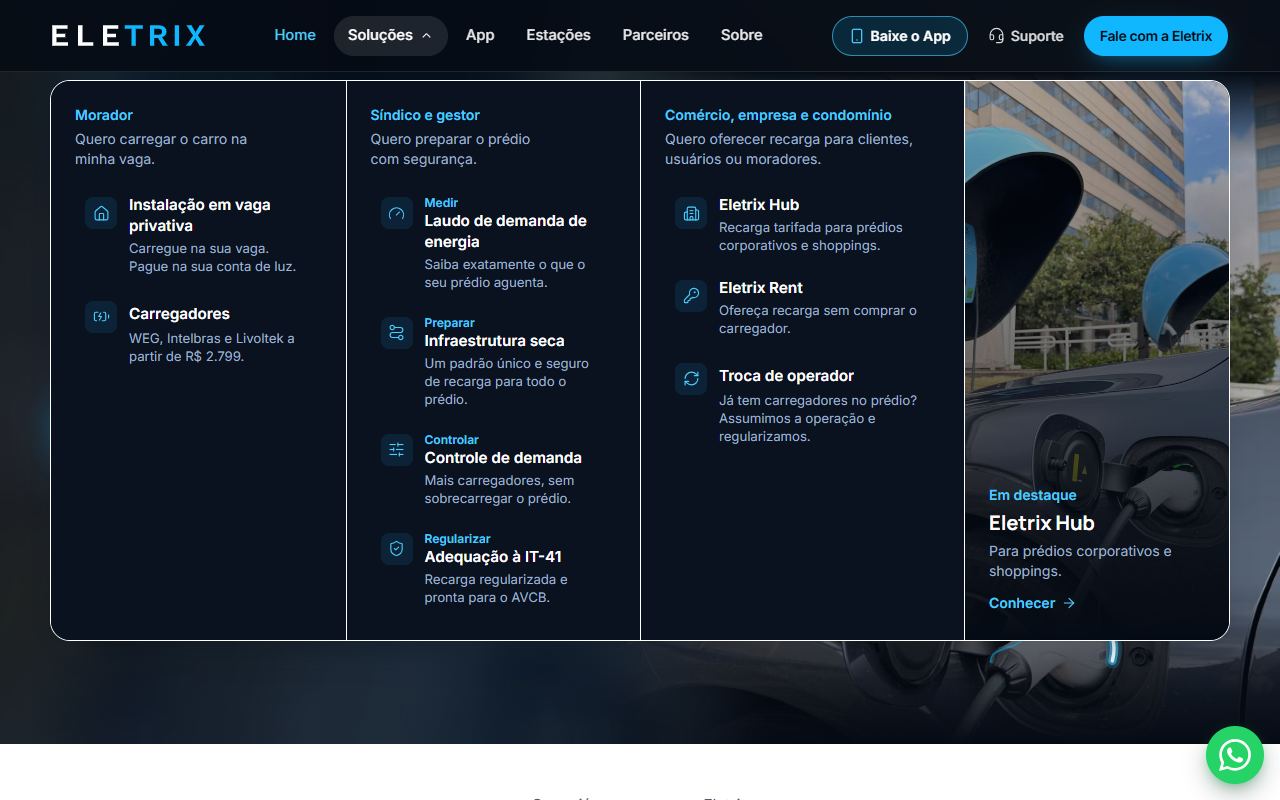 ELETRIX
Home
Soluções
App
Estações
Parceiros
Sobre
Baixe o App
Suporte
Fale com a Eletrix
Morador
Quero carregar o carro na
minha vaga.
Instalação em vaga
privativa
Carregue na sua vaga.
Pague na sua conta de luz.
Carregadores
WEG, Intelbras e Livoltek a
partir de R$ 2.799.
Síndico e gestor
Quero preparar o prédio
com segurança.
Medir
Laudo de demanda de
energia
Saiba exatamente o que o
seu prédio aguenta.
Preparar
Infraestrutura seca
Um padrão único e seguro
de recarga para todo o
prédio.
Controlar
Controle de demanda
Mais carregadores, sem
sobrecarregar o prédio.
Regularizar
Adequação à IT-41
Recarga regularizada e
pronta para o AVCB.
Comércio, empresa e condomínio
Quero oferecer recarga para clientes,
usuários ou moradores.
Eletrix Hub
Recarga tarifada para prédios
corporativos e shoppings.
Eletrix Rent
Ofereça recarga sem comprar o
carregador.
Troca de operador
Já tem carregadores no prédio?
Assumimos a operação e
regularizamos.
Em destaque
Eletrix Hub
Para prédios corporativos e
shoppings.
Conhecer